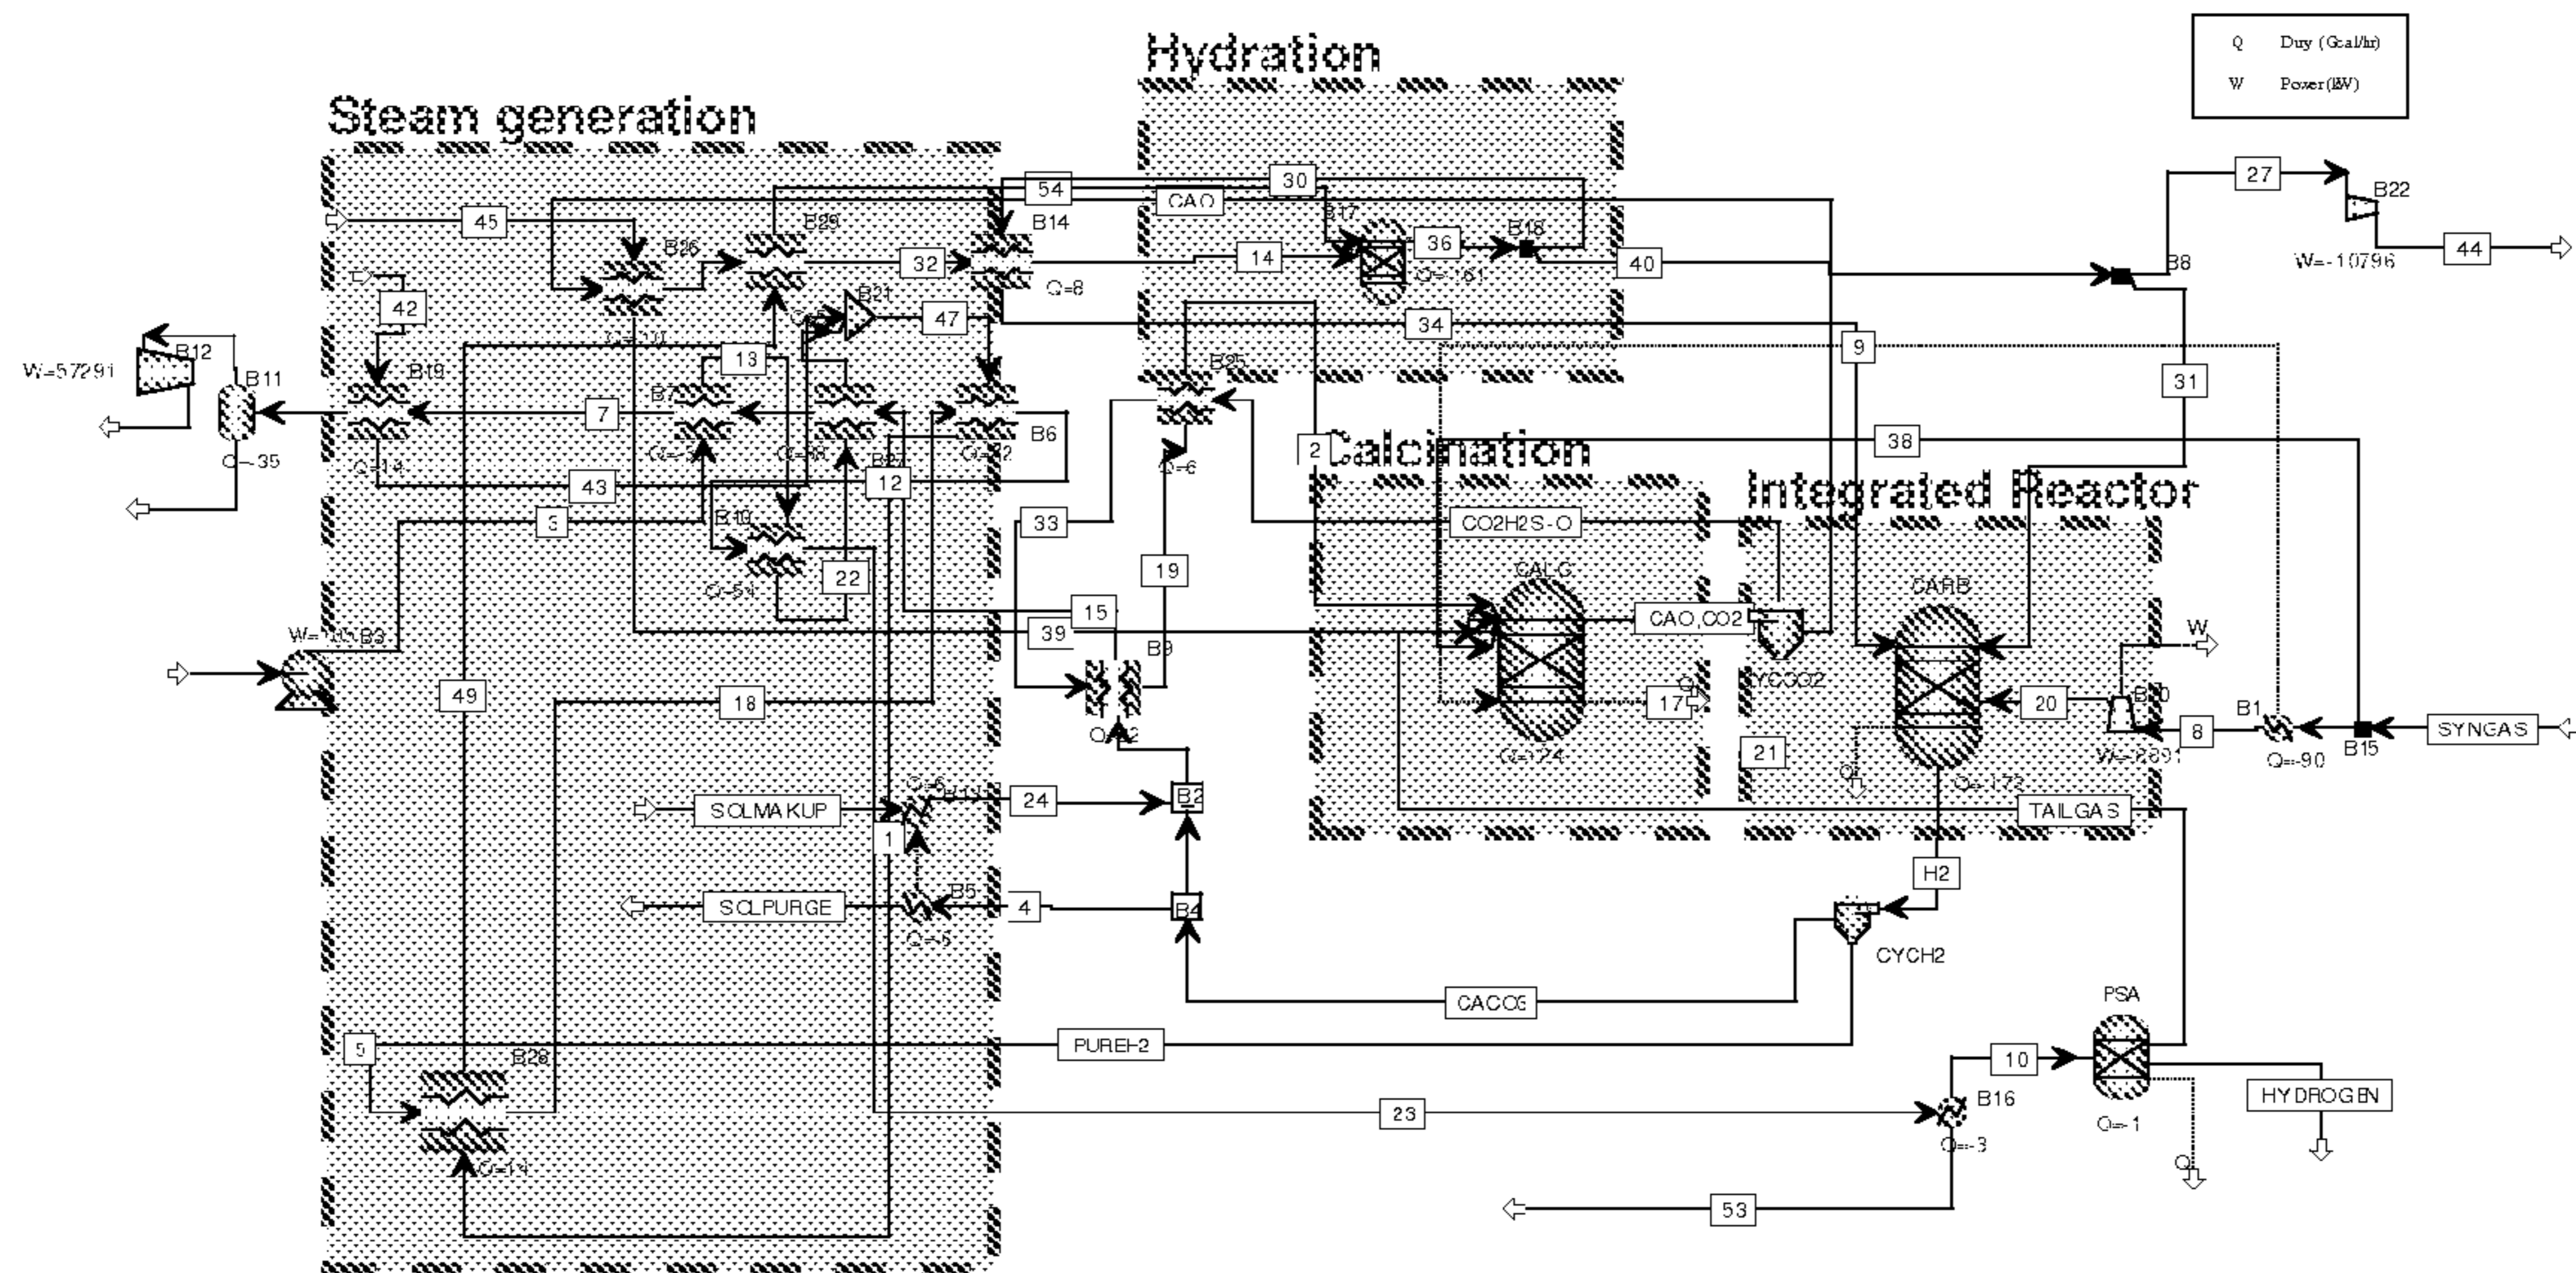 Hydration
Q Duty (Gcal/hr)
W Power(kW)
Steam generation
27
B22
54
30
CAO
45
B29
B14
B17
36
B18
44
B26
32
14
40
B8
W=-10796
Q=8
Q=-161
42
B21
47
34
13
9
B12
W=57291
B11
B19
B25
31
7
B7
B6
2
Calcination
38
Q=-35
Q=14
Q=6
43
12
Integrated Reactor
3
B10
33
CO2H2S-O
22
19
Q=54
CALC
CARB
15
CAO,CO2
39
W
B3
B9
49
18
17
Q
20
B1
8
SYNGAS
21
B15
Q=124
Q=-90
B13
24
B2
Q
Q=-173
SOLMAKUP
TAILGAS
1
H2
B5
SOLPURGE
4
B4
CYCH2
PSA
CACO3
5
B28
PUREH2
10
23
B16
HYDROGEN
Q=-1
Q=-3
Q=14
Q
53